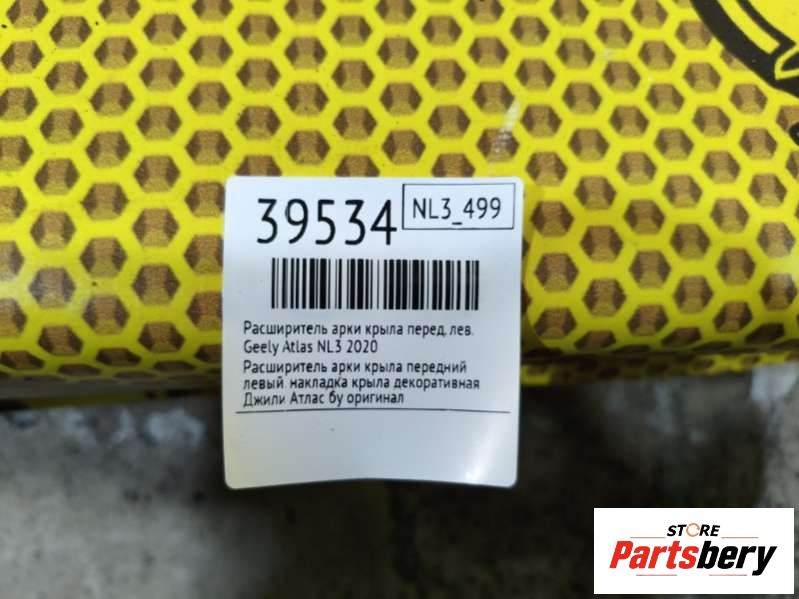 39534
NL3_499
Расширитель арки крыла перед. лев.
Geely Atlas NL3 2020
Расширитель арки крыла передний
левый. накладка крыла декоративная
Джили Атлас бу оригинал
STORE
Partsbery